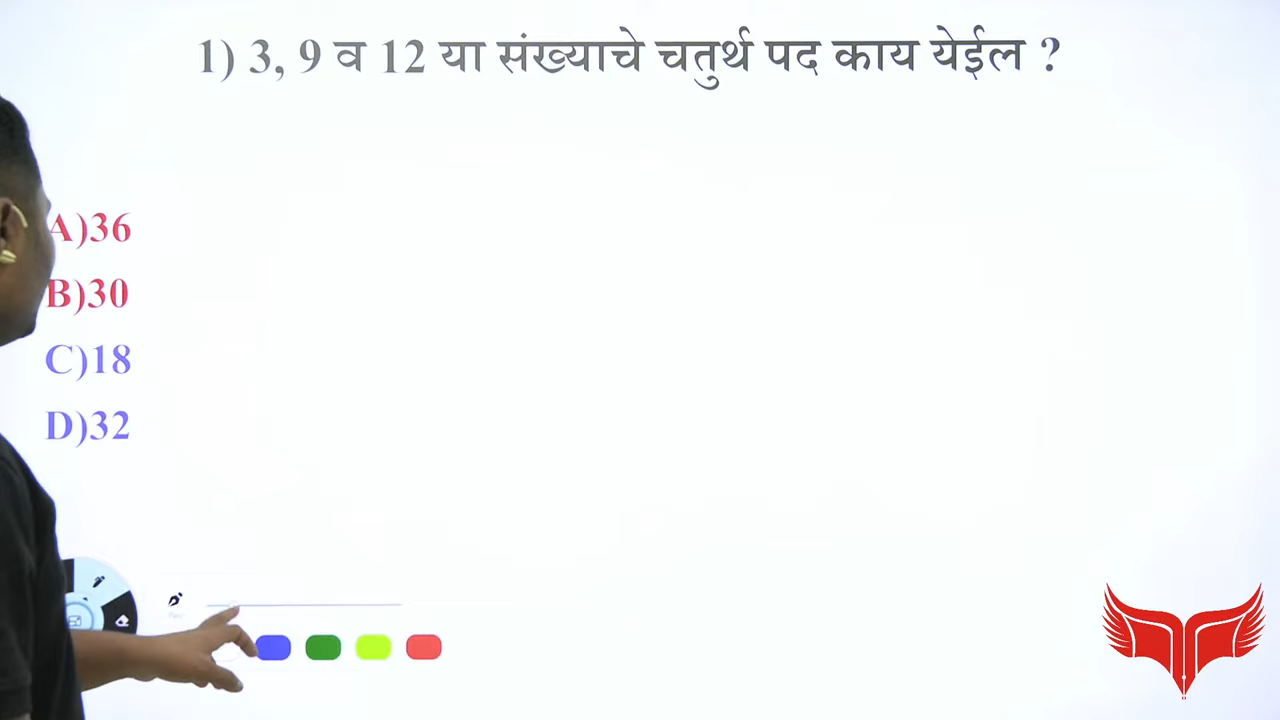 1) 3, 9 व 12 या संख्याचे चतुर्थ पद काय येईल ?
A)36
B)30
C)18
D)32